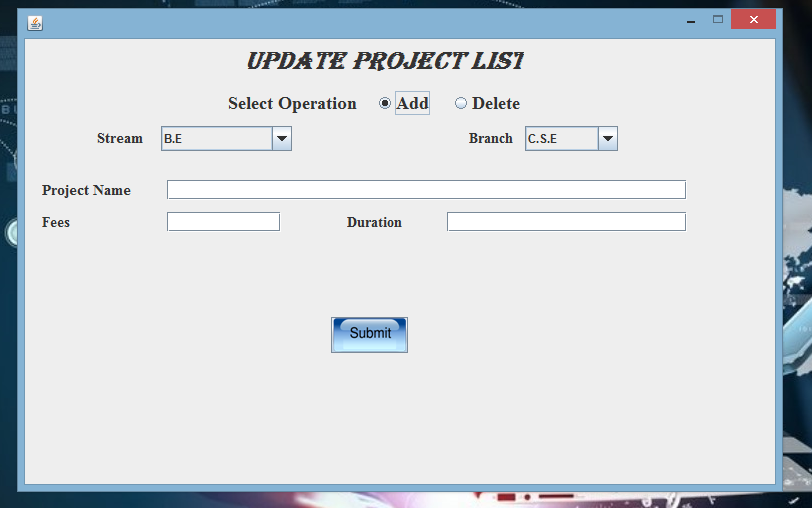 UPDATE PROJECT LIST
Select Operation Add Delete
Stream B.E Branch C.S.E
Project Name
Fees Duration
Submit